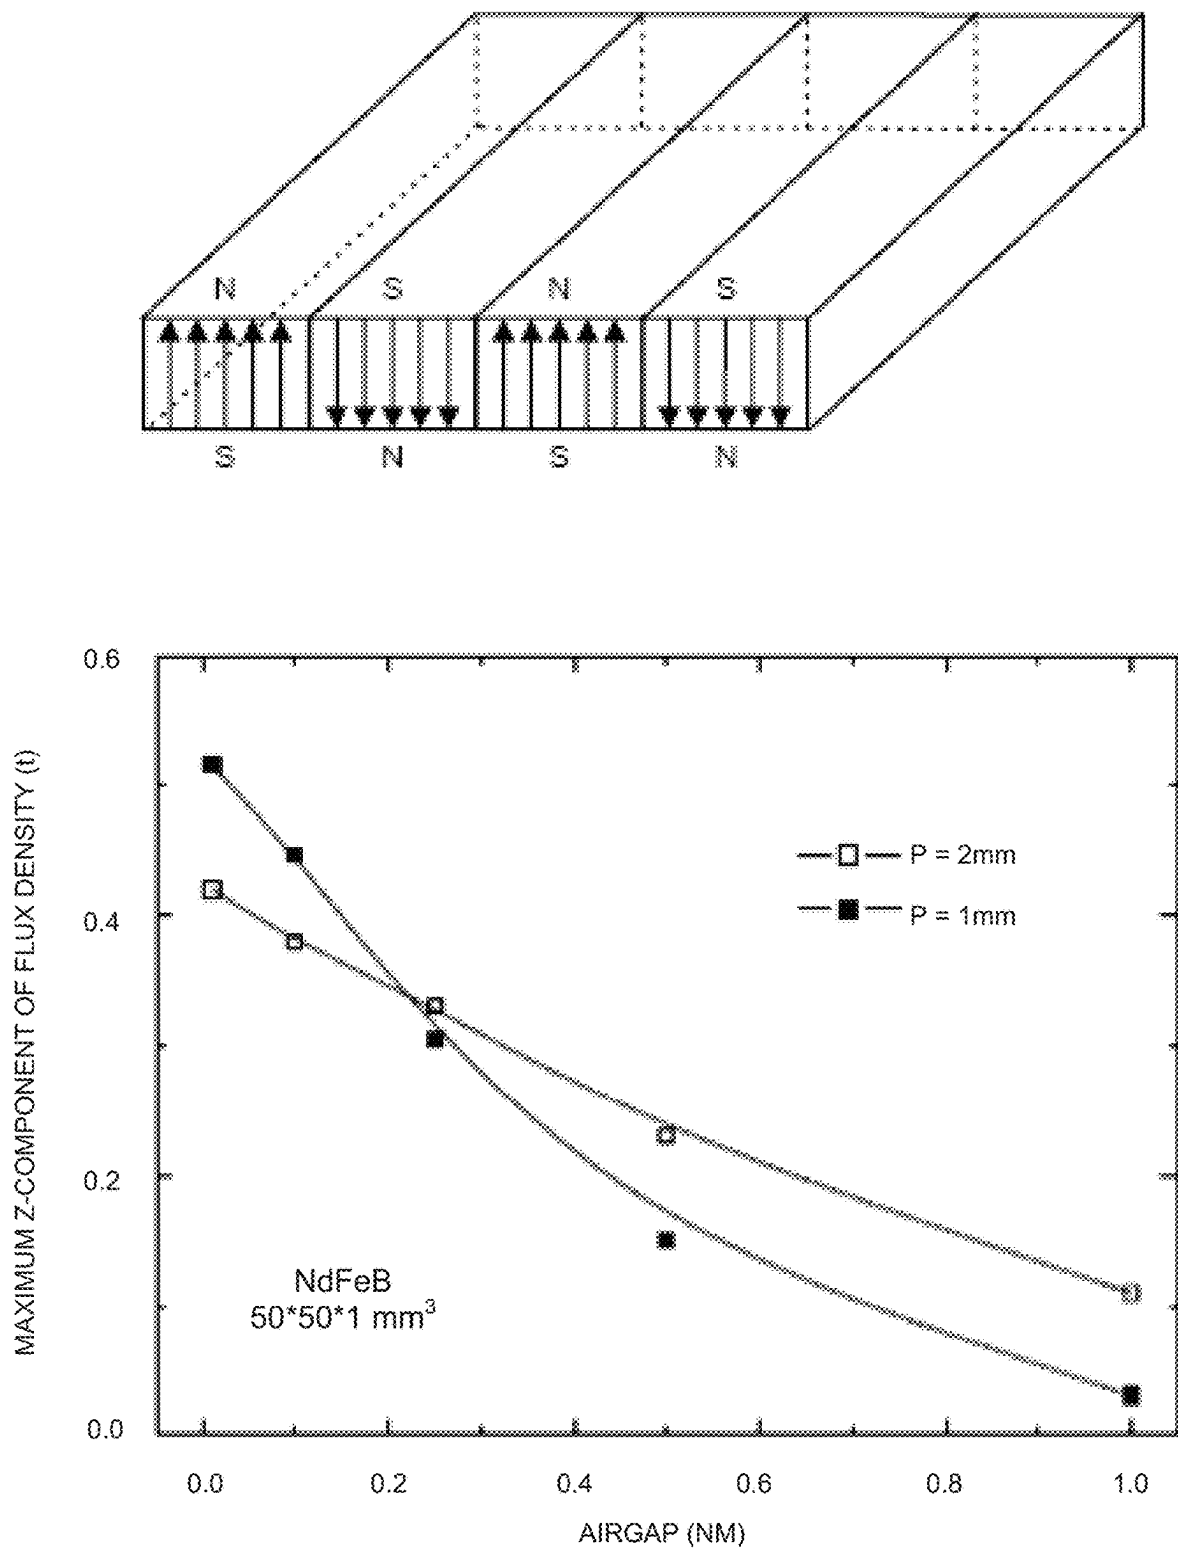 N S N S
S N S N
0.6
0.4
0.2
0.0
MAXIMUM Z-COMPONENT OF FLUX DENSITY (t)
P = 2mm
P = 1mm
NdFeB
50*50*1 mm³
0.0 0.2 0.4 0.6 0.8 1.0
AIRGAP (NM)